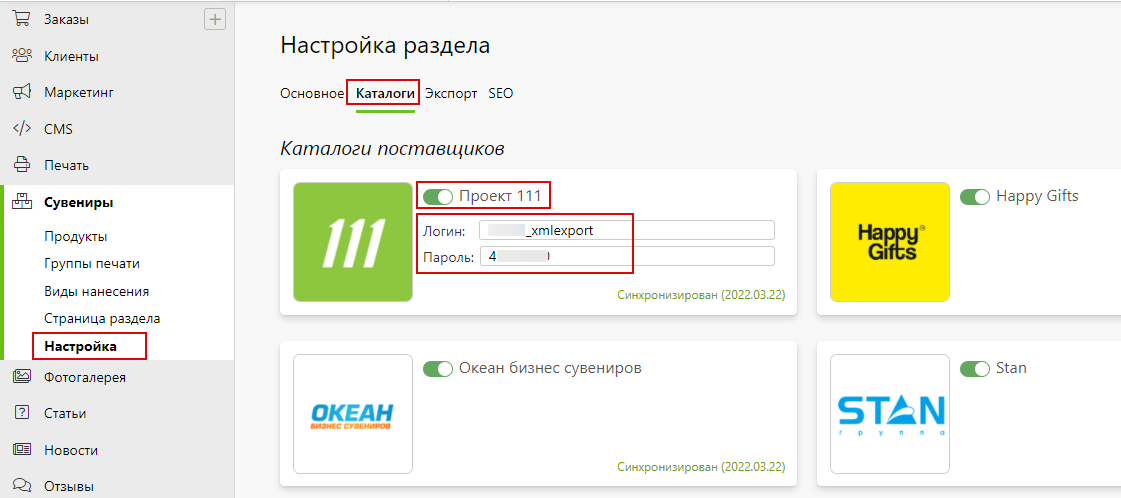 Заказы
Клиенты
Маркетинг
CMS
Печать
Сувениры
Продукты
Группы печати
Виды нанесения
Страница раздела
Настройка
Фотогалерея
Статьи
Новости
Отзывы
Настройка раздела
Основное Каталоги Экспорт SEO
Каталоги поставщиков
111
Проект 111
Логин: _xmlexport
Пароль: 4
Синхронизирован (2022.03.22)
Happy Gifts®
Happy Gifts
ОКЕАН
БИЗНЕС СУВЕНИРОВ
Океан бизнес сувениров
Синхронизирован (2022.03.22)
STAN
группа
Stan